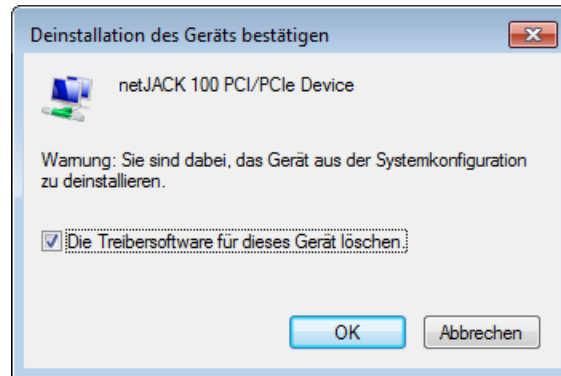 Deinstallation des Geräts bestätigen
netJACK 100 PCI/PCIe Device
Warnung: Sie sind dabei, das Gerät aus der Systemkonfiguration
zu deinstallieren.
Die Treibersoftware für dieses Gerät löschen.
OK
Abbrechen